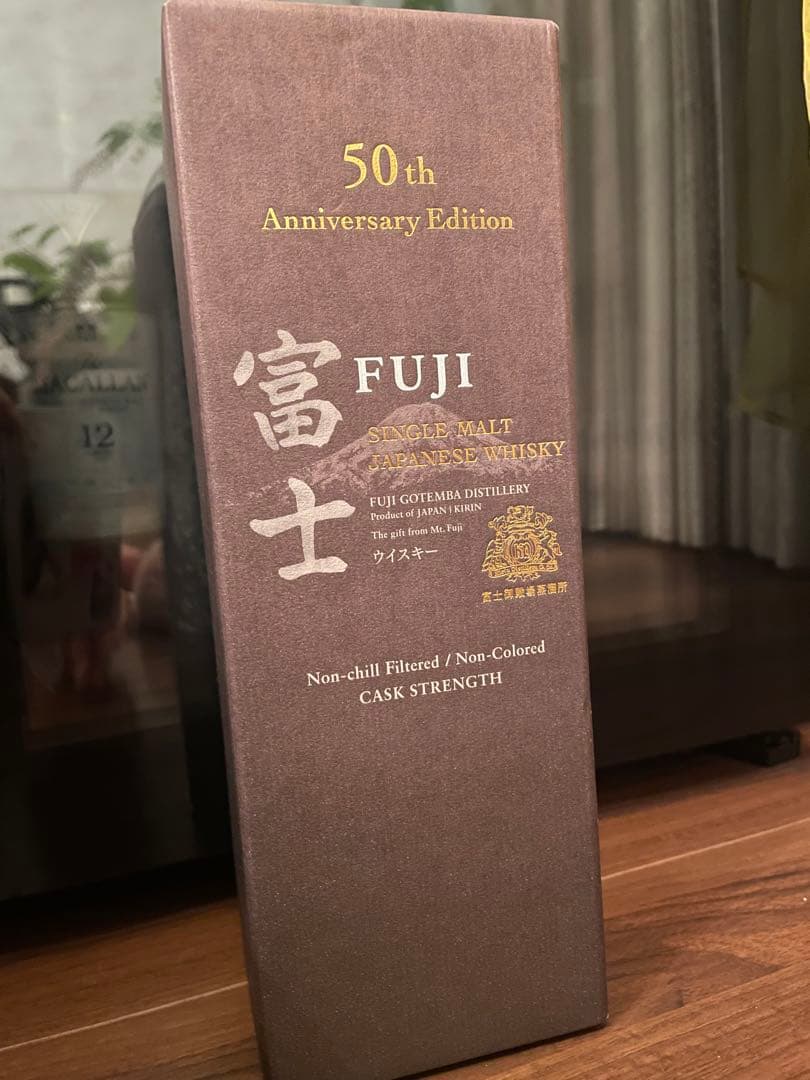 50th
Anniversary Edition
富士
FUJI
SINGLE MALT
JAPANESE WHISKY
FUJI GOTEMBA DISTILLERY
Product of JAPAN | KIRIN
The gift from Mt. Fuji
ウイスキー
富士御殿場蒸溜所
Non-chill Filtered / Non-Colored
CASK STRENGTH
12